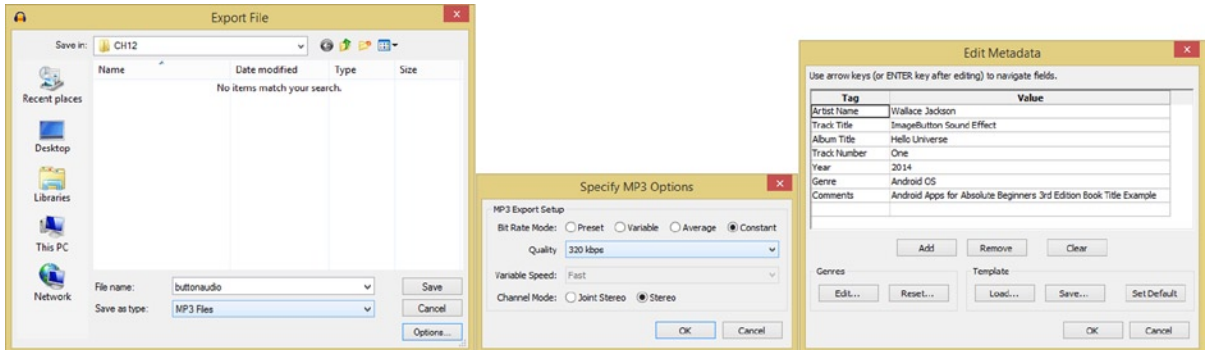 Export File
Save in: CH12
Name Date modified Type Size
No items match your search.
Recent places
Desktop
Libraries
This PC
Network
File name: buttonaudio Save
Save as type: MP3 Files Cancel
Options...
Specify MP3 Options
MP3 Export Setup
Bit Rate Mode: Preset Variable Average Constant
Quality 320 kbps
Variable Speed: Fast
Channel Mode: Joint Stereo Stereo
OK Cancel
Edit Metadata
Use arrow keys (or ENTER key after editing) to navigate fields.
Tag Value
Artist Name Wallace Jackson
Track Title ImageButton Sound Effect
Album Title Hello Universe
Track Number One
Year 2014
Genre Android OS
Comments Android Apps for Absolute Beginners 3rd Edition Book Title Example
Add Remove Clear
Genres Template
Edit... Reset... Load... Save... Set Default
OK Cancel